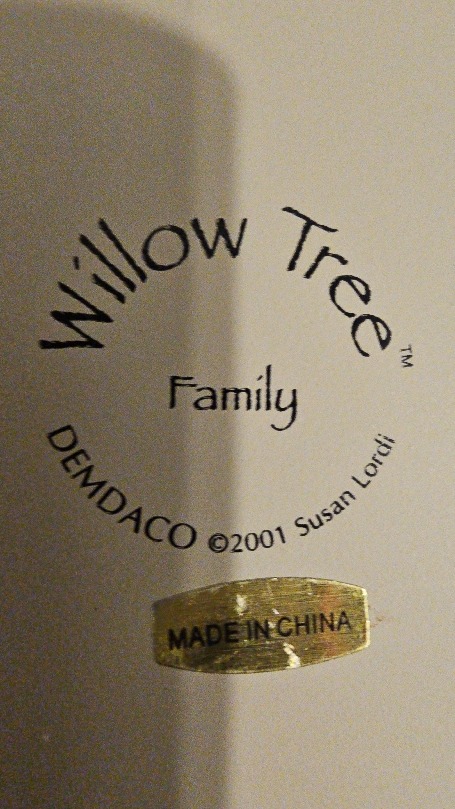 Willow Tree™
Family
DEMDACO ©2001 Susan Lordi
MADE IN CHINA